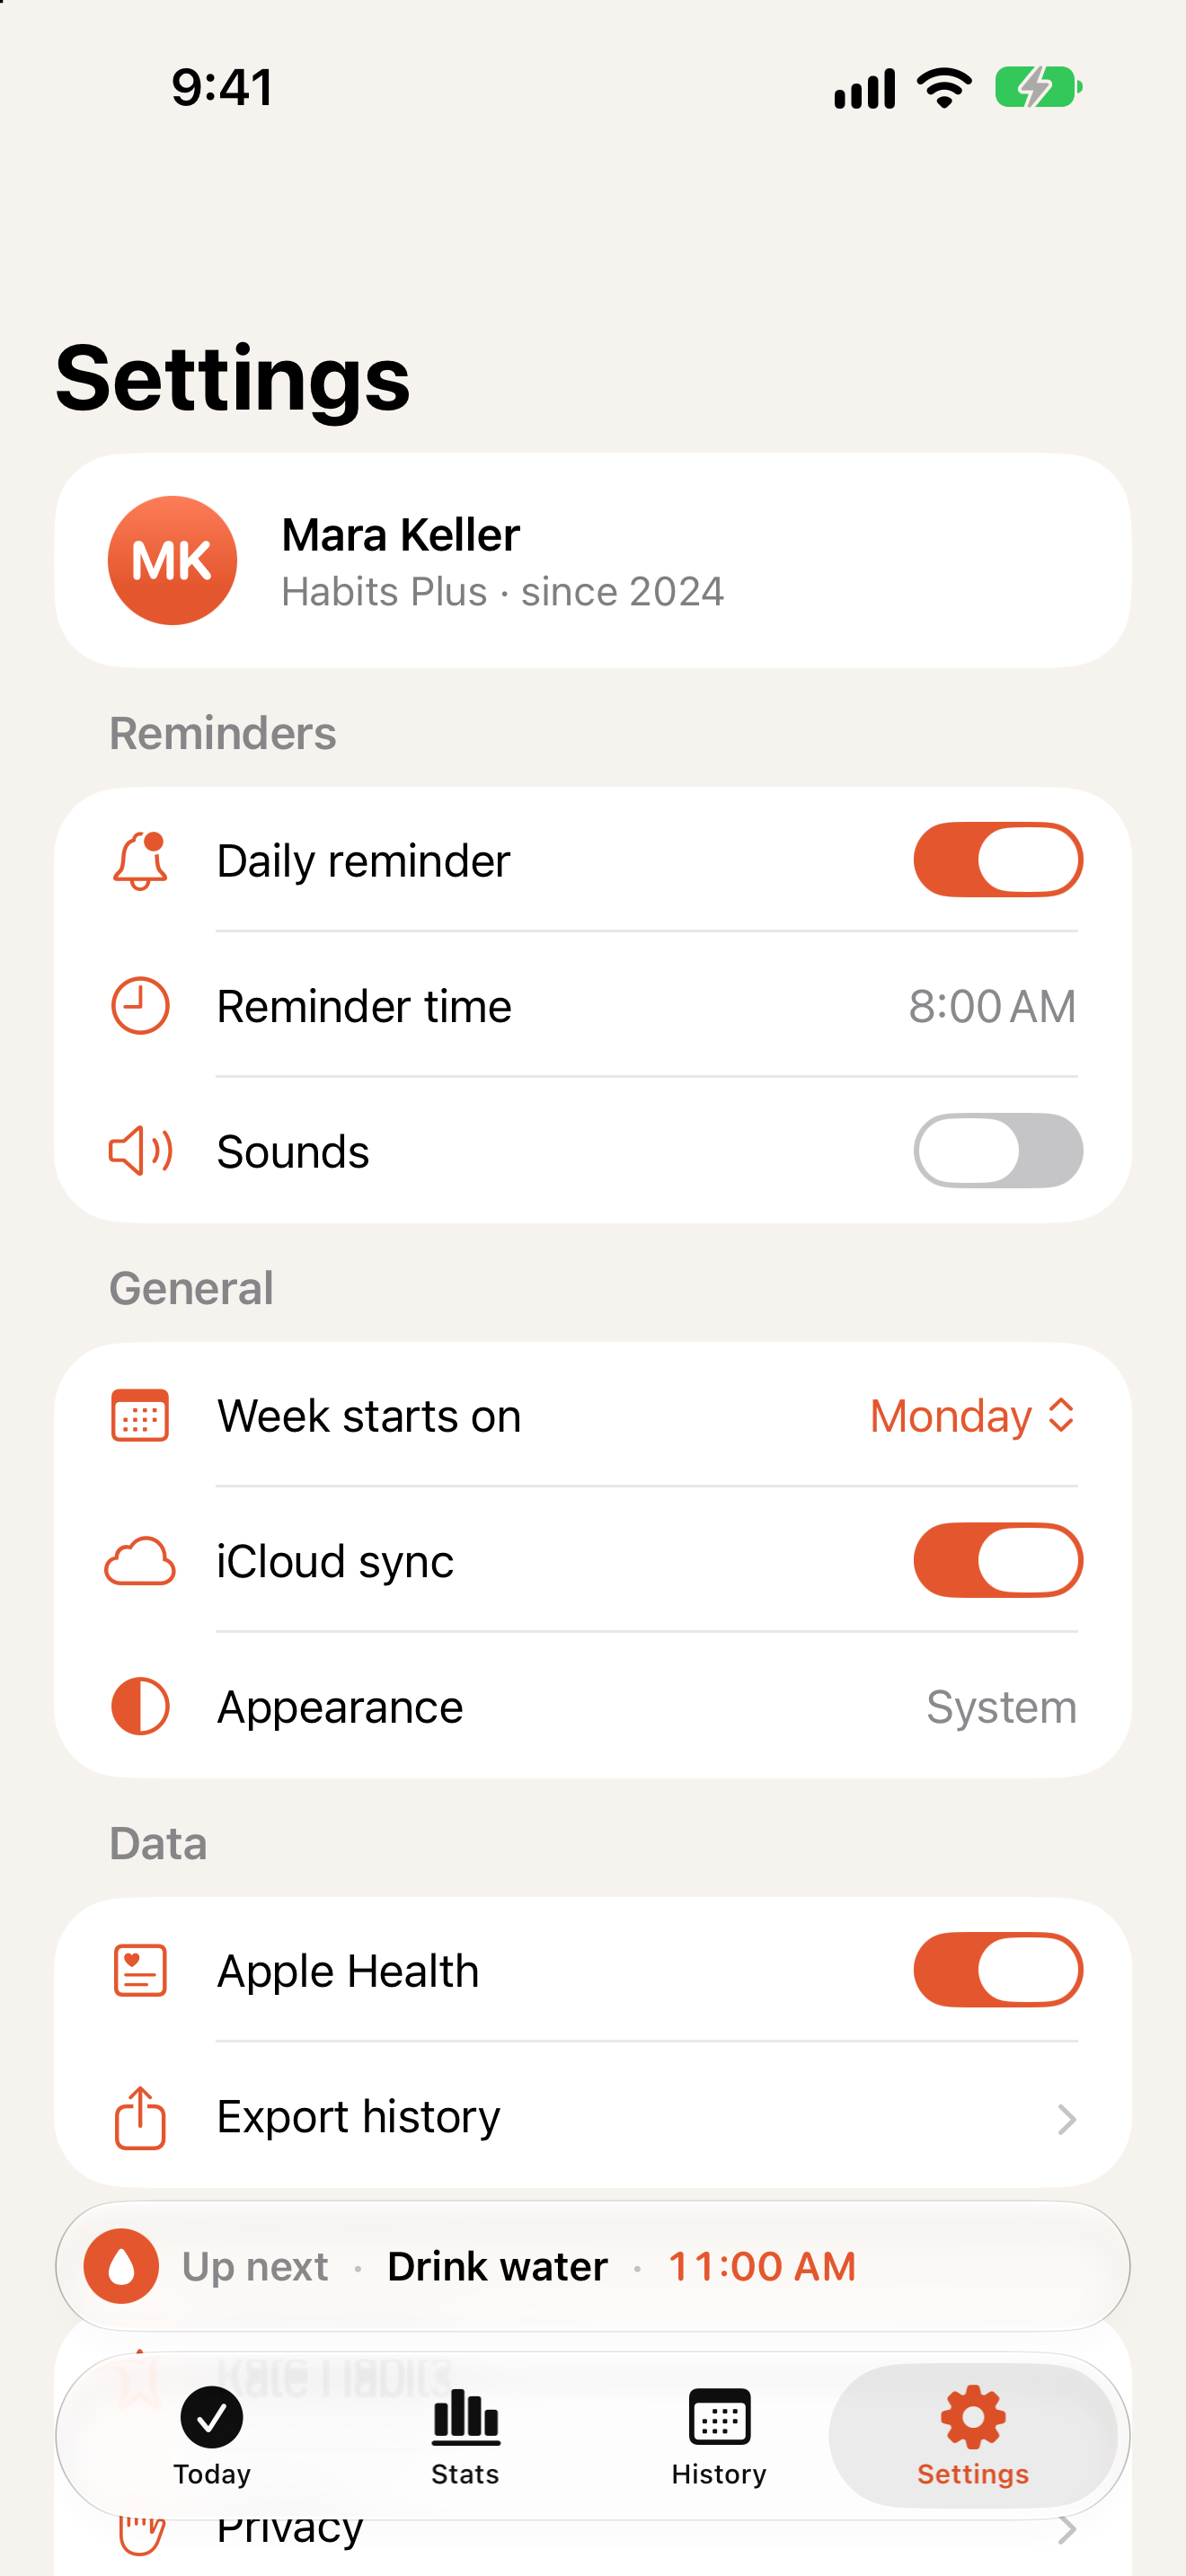 9:41
Settings
MK
Mara Keller
Habits Plus · since 2024
Reminders
Daily reminder
Reminder time 8:00 AM
Sounds
General
Week starts on Monday
iCloud sync
Appearance System
Data
Apple Health
Export history
Up next · Drink water · 11:00 AM
Rate Habits
Today Stats History Settings
Privacy